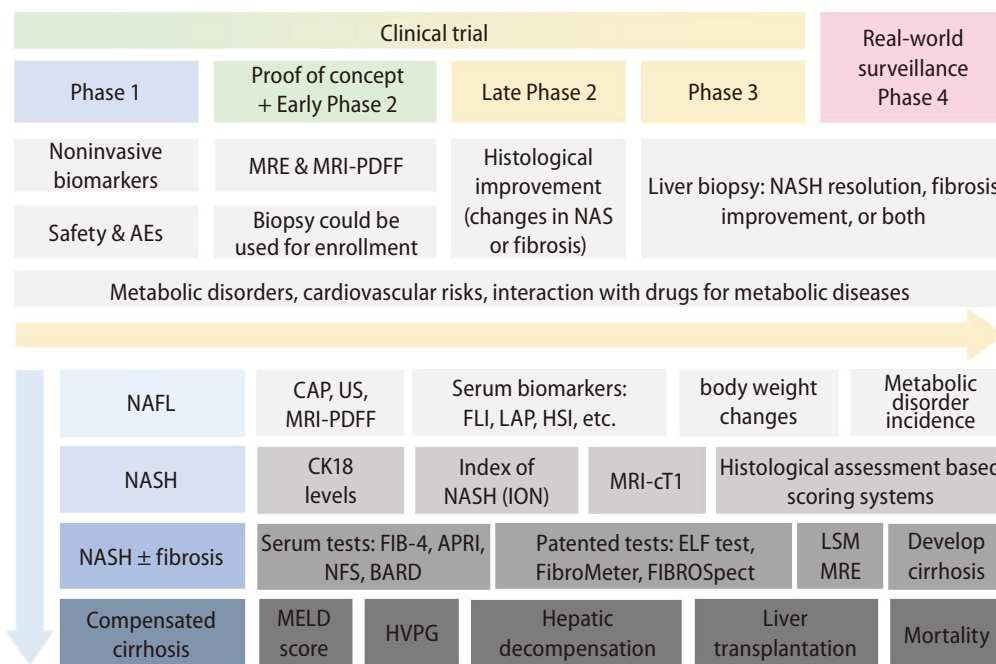 Clinical trial
Real-world
surveillance
Phase 4
Phase 1
Proof of concept
+ Early Phase 2
Late Phase 2
Phase 3
Noninvasive
biomarkers
MRE & MRI-PDFF
Histological
improvement
(changes in NAS
or fibrosis)
Liver biopsy: NASH resolution, fibrosis
improvement, or both
Safety & AEs
Biopsy could be
used for enrollment
Metabolic disorders, cardiovascular risks, interaction with drugs for metabolic diseases
NAFL
CAP, US,
MRI-PDFF
Serum biomarkers:
FLI, LAP, HSI, etc.
body weight
changes
Metabolic
disorder
incidence
NASH
CK18
levels
Index of
NASH (ION)
MRI-cT1
Histological assessment based
scoring systems
NASH ± fibrosis
Serum tests: FIB-4, APRI,
NFS, BARD
Patented tests: ELF test,
FibroMeter, FIBROSpect
LSM
MRE
Develop
cirrhosis
Compensated
cirrhosis
MELD
score
HVPG
Hepatic
decompensation
Liver
transplantation
Mortality